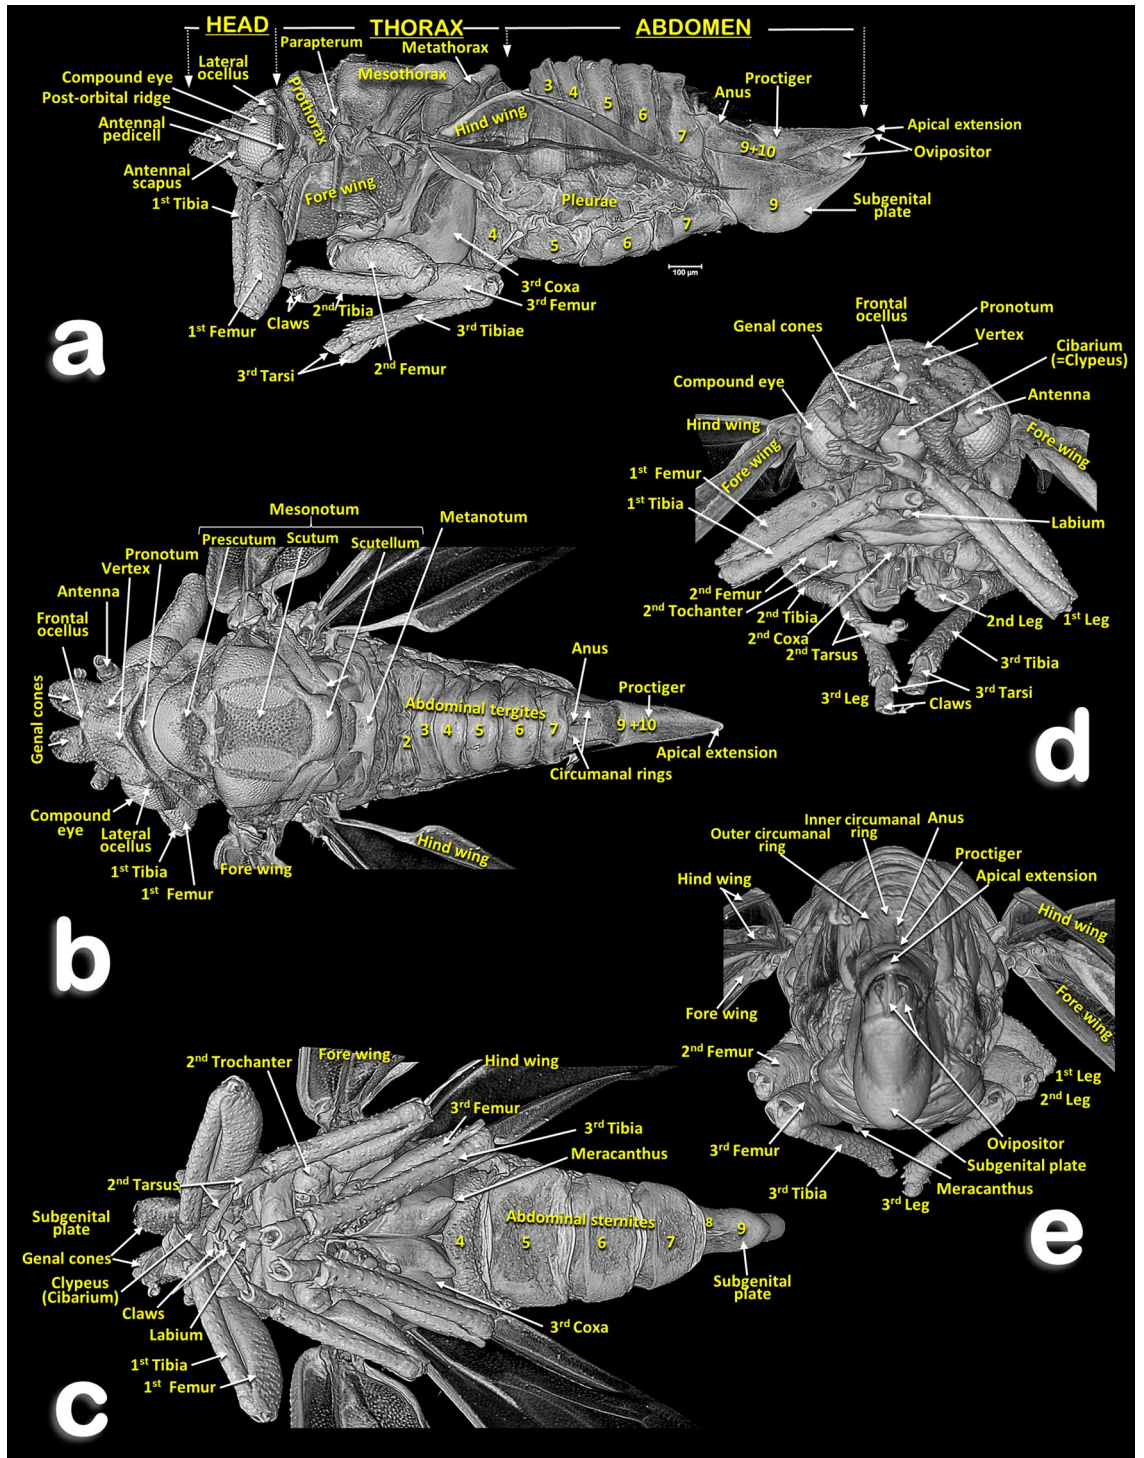 HEAD
THORAX
ABDOMEN
Parapterum
Metathorax
Lateral
ocellus
Mesothorax
Compound eye
Post-orbital ridge
Prothorax
Antennal
pedicell
Proctiger
Anus
3
4
5
6
7
Hind wing
9+10
Apical extension
Ovipositor
Antennal
scapus
1st Tibia
Fore wing
Pleurae
9
Subgenital
plate
4
5
6
7
100 µm
3rd Coxa
3rd Femur
2nd Tibia
Claws
1st Femur
3rd Tibiae
2nd Femur
3rd Tarsi
a
Frontal
ocellus
Pronotum
Genal cones
Vertex
Cibarium
(=Clypeus)
Compound eye
Antenna
Hind wing
Fore wing
Fore wing
1st Femur
1st Tibia
Labium
2nd Femur
2nd Tochanter
2nd Tibia
2nd Coxa
2nd Tarsus
2nd Leg
1st Leg
3rd Tibia
3rd Tarsi
3rd Leg
Claws
d
Mesonotum
Prescutum
Scutum
Scutellum
Metanotum
Pronotum
Vertex
Antenna
Frontal
ocellus
Genal cones
Anus
Proctiger
Abdominal tergites
2
3
4
5
6
7
9 +10
Apical extension
Circumanal rings
Compound
eye
Lateral
ocellus
1st Tibia
1st Femur
Fore wing
Hind wing
b
Inner circumanal
ring
Anus
Outer circumanal
ring
Proctiger
Apical extension
Hind wing
Hind wing
Fore wing
Fore wing
2nd Femur
1st Leg
2nd Leg
3rd Femur
Ovipositor
Subgenital plate
3rd Tibia
Meracanthus
3rd Leg
e
2nd Trochanter
Fore wing
Hind wing
3rd Femur
3rd Tibia
Meracanthus
2nd Tarsus
Subgenital
plate
Abdominal sternites
4
5
6
7
8
9
Genal cones
Clypeus
(Cibarium)
Claws
Labium
Subgenital
plate
3rd Coxa
1st Tibia
1st Femur
c